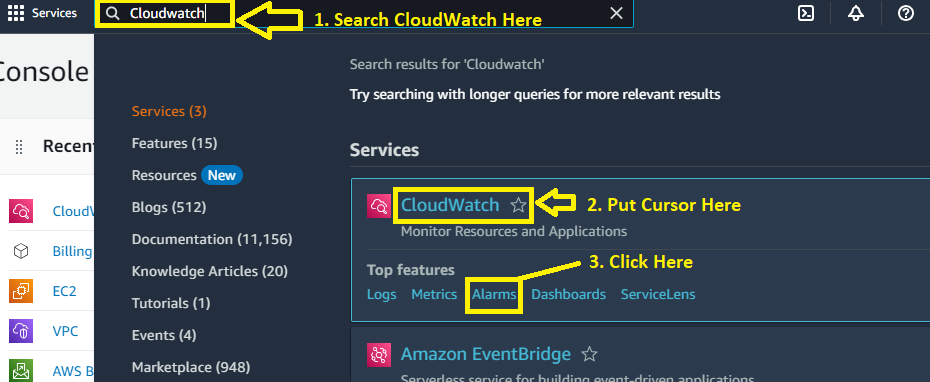 Services
Cloudwatch
1. Search CloudWatch Here
Console
Recen
CloudW
Billing
EC2
VPC
AWS B
Services (3)
Features (15)
Resources New
Blogs (512)
Documentation (11,156)
Knowledge Articles (20)
Tutorials (1)
Events (4)
Marketplace (948)
Search results for 'Cloudwatch'
Try searching with longer queries for more relevant results
Services
CloudWatch
2. Put Cursor Here
Monitor Resources and Applications
3. Click Here
Top features
Logs Metrics Alarms Dashboards ServiceLens
Amazon EventBridge
Serverless service for building event-driven applications